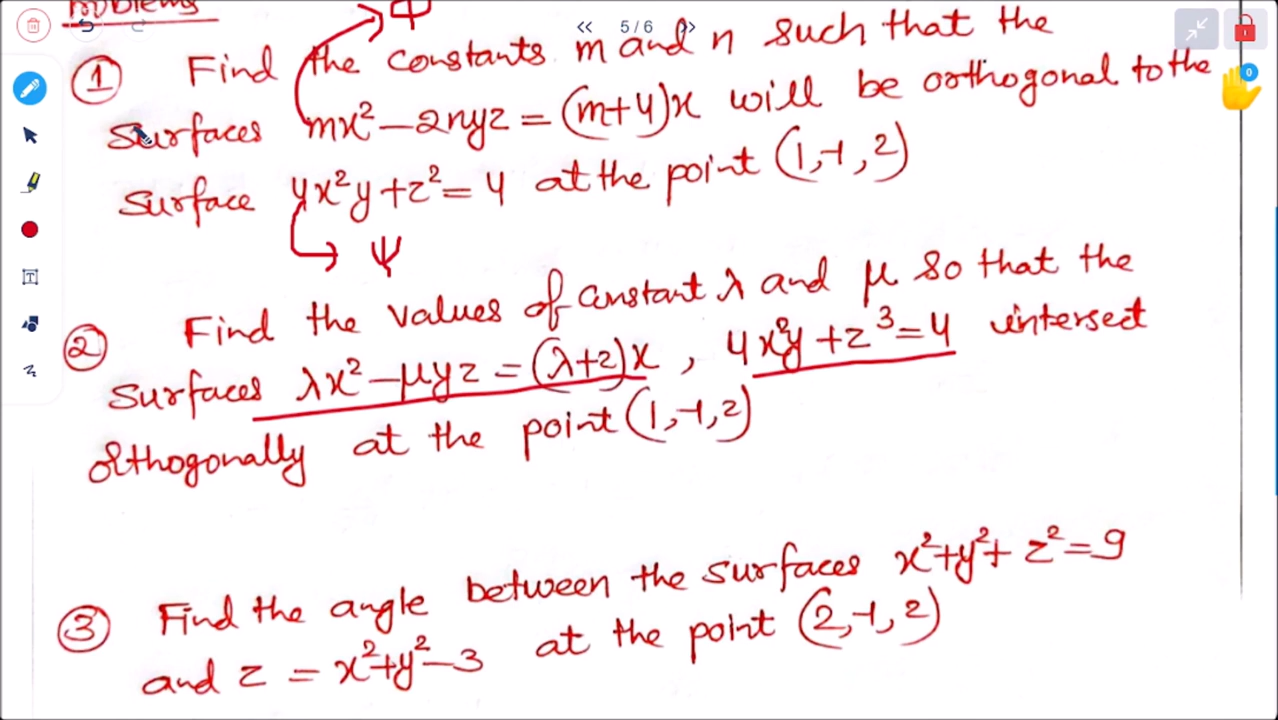 Problems
φ
<< 5 / 6 >>
① Find the constants m and n such that the
surfaces mx² - 2nyz = (m+4)x will be orthogonal to the
surface 4x²y + z² = 4 at the point (1,-1,2)
ψ
② Find the values of constant λ and μ so that the
surfaces λx² - μyz = (λ+2)x , 4x²y + z³ = 4 intersect
orthogonally at the point (1,-1,2)
③ Find the angle between the surfaces x² + y² + z² = 9
and z = x² + y² - 3 at the point (2,-1,2)
0